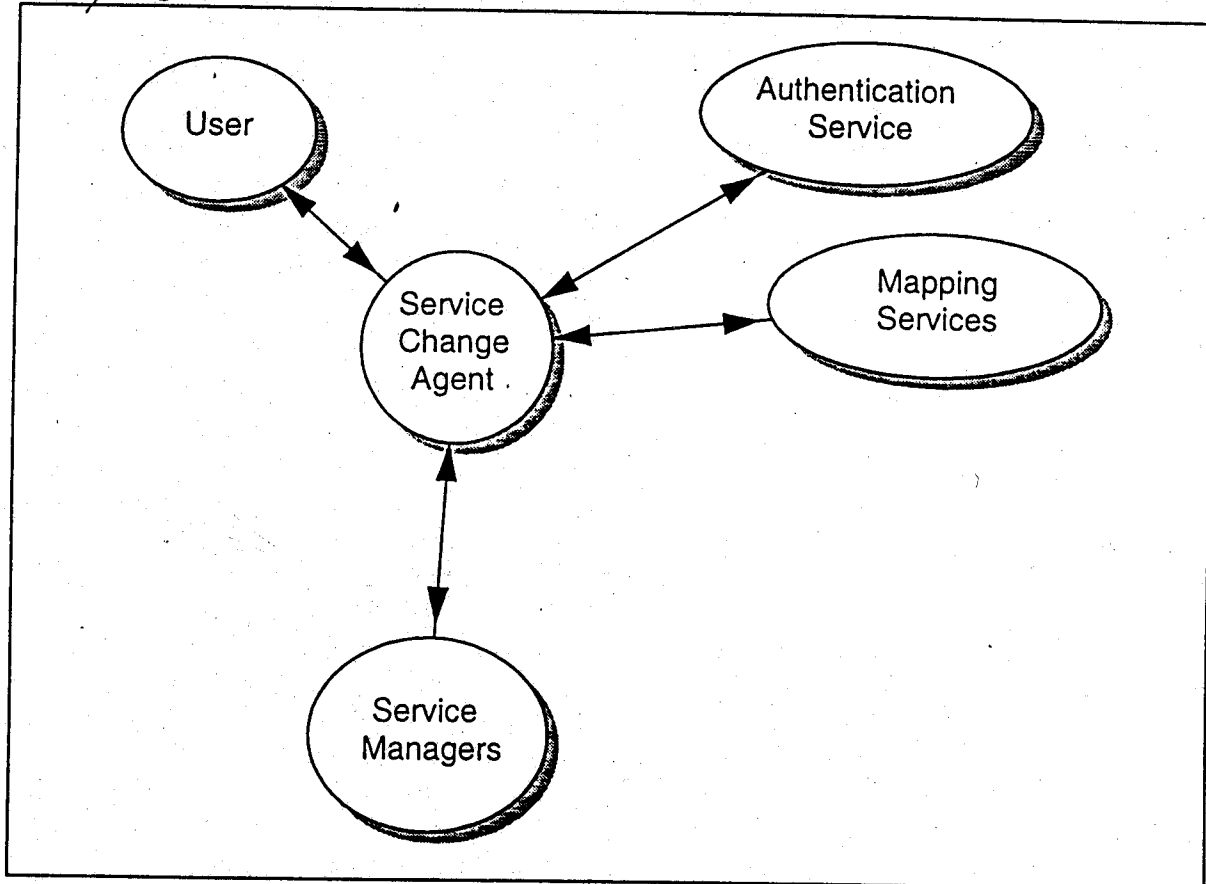 User
Authentication
Service
Mapping
Services
Service
Change
Agent
Service
Managers